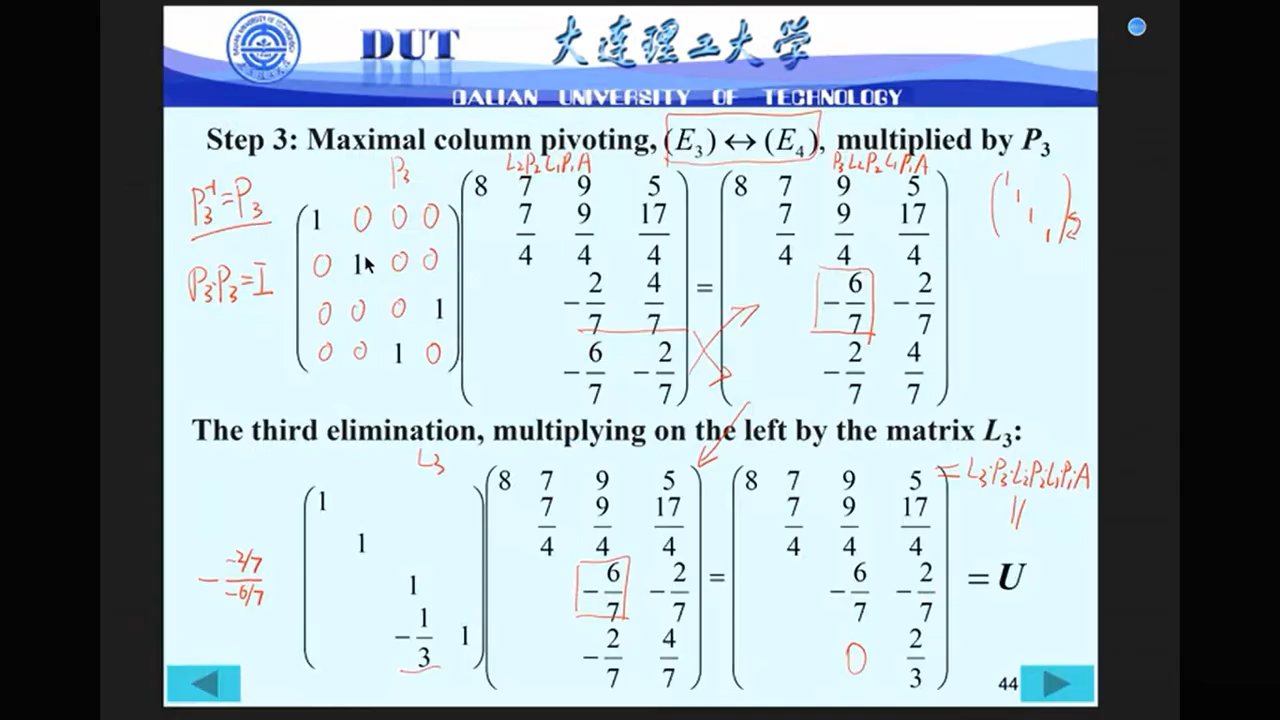 DUT 大连理工大学
DALIAN UNIVERSITY OF TECHNOLOGY
Step 3: Maximal column pivoting, (E₃) ↔ (E₄), multiplied by P₃
P₃ L₂P₂L₁P₁A P₃L₂P₂L₁P₁A
P₃⁻¹=P₃
P₃·P₃=I
1 0 0 0
0 1 0 0
0 0 0 1
0 0 1 0
8 7 9 5
7/4 9/4 17/4
-2/7 4/7
-6/7 -2/7
=
8 7 9 5
7/4 9/4 17/4
-6/7 -2/7
-2/7 4/7
1
1
1
1
The third elimination, multiplying on the left by the matrix L₃:
L₃
- -2/7 / -6/7
1
1
1
-1/3 1
8 7 9 5
7/4 9/4 17/4
-6/7 -2/7
-2/7 4/7
=
8 7 9 5
7/4 9/4 17/4
-6/7 -2/7
0 2/3
= L₃·P₃·L₂P₂L₁P₁A
= U
44